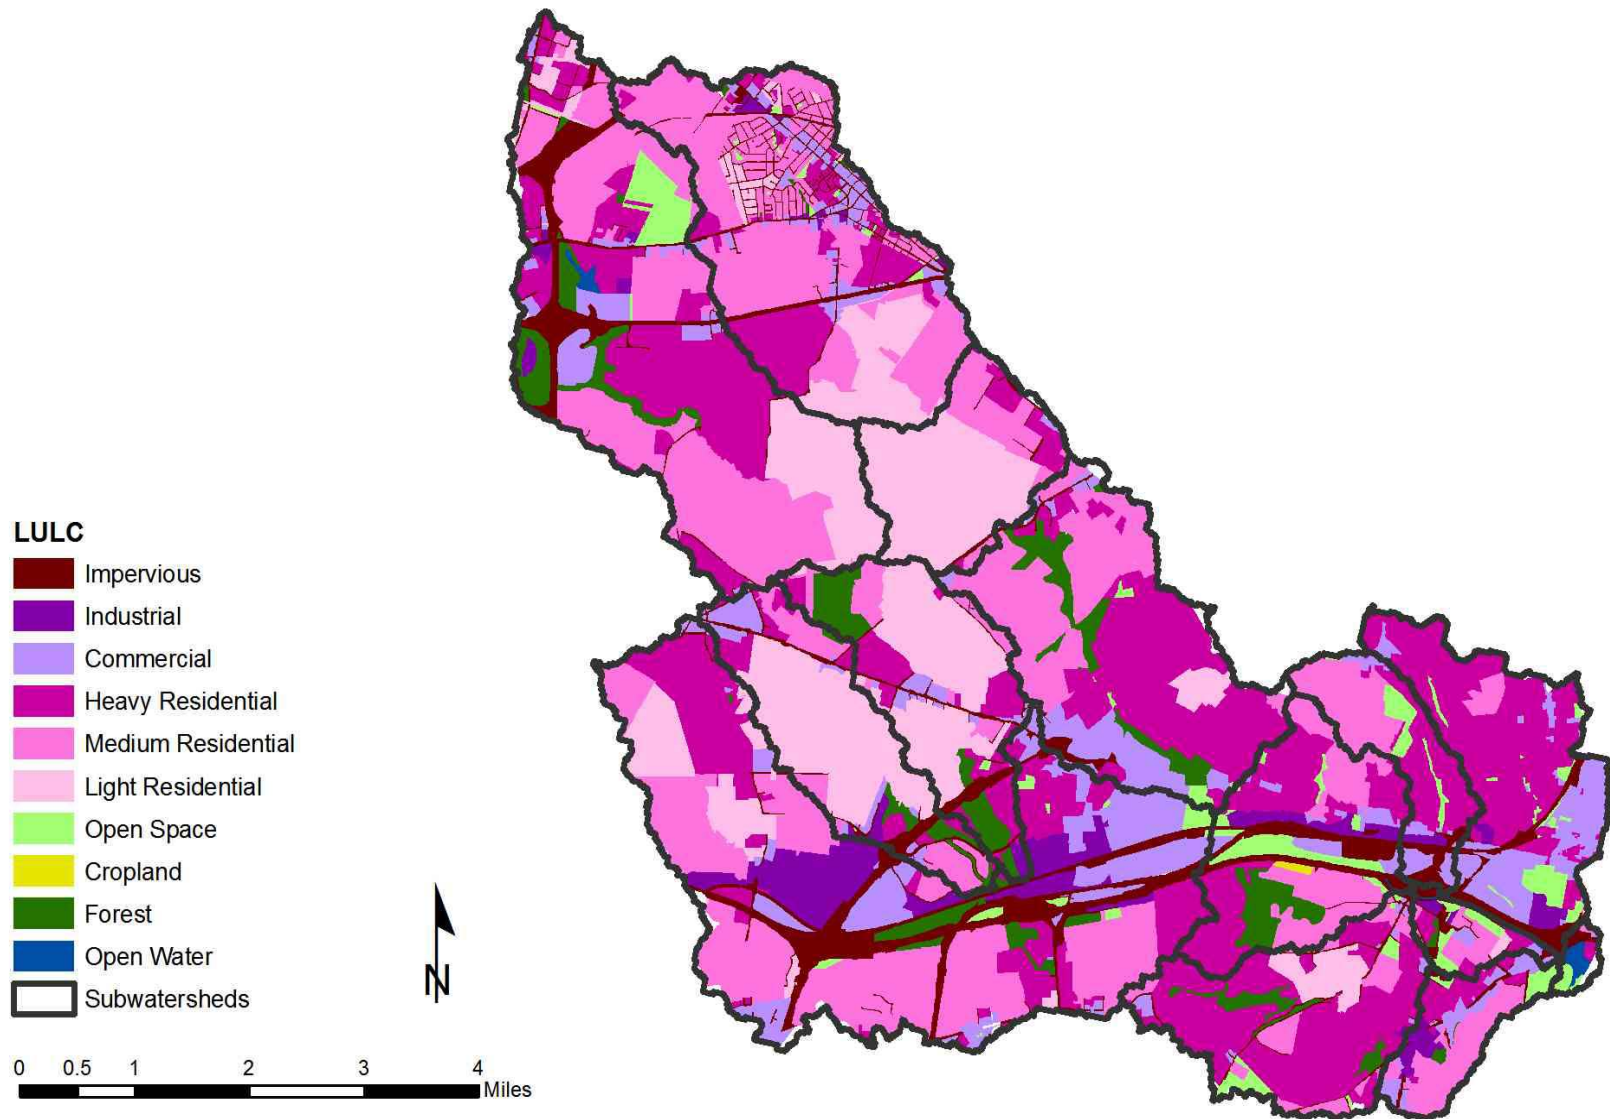 LULC
Impervious
Industrial
Commercial
Heavy Residential
Medium Residential
Light Residential
Open Space
Cropland
Forest
Open Water
Subwatersheds
N
0 0.5 1 2 3 4
Miles